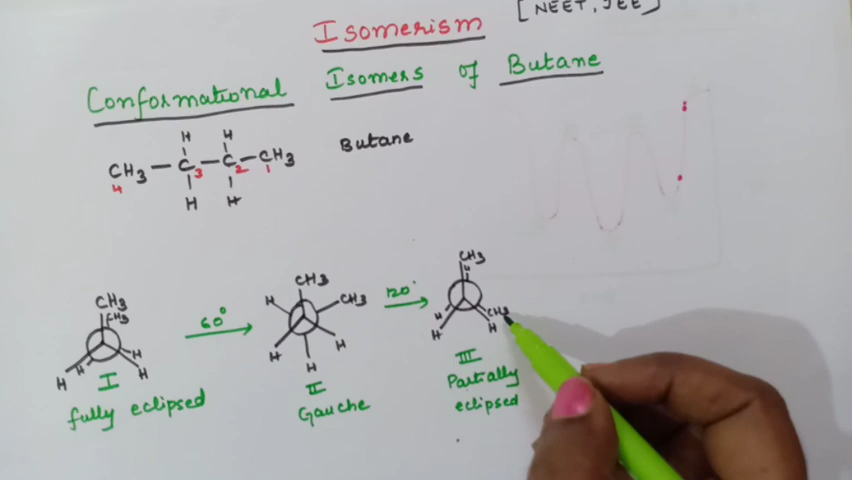 [NEET, JEE]
Isomerism
Conformational Isomers of Butane
H H
CH3 — C — C — CH3 Butane
4 3 2 1
H H
CH3
CH3
H
H
H
H
I
fully eclipsed
60°
CH3
H
CH3
H
H
H
II
Gauche
120°
CH3
H
H
CH3
H
H
III
Partially
eclipsed